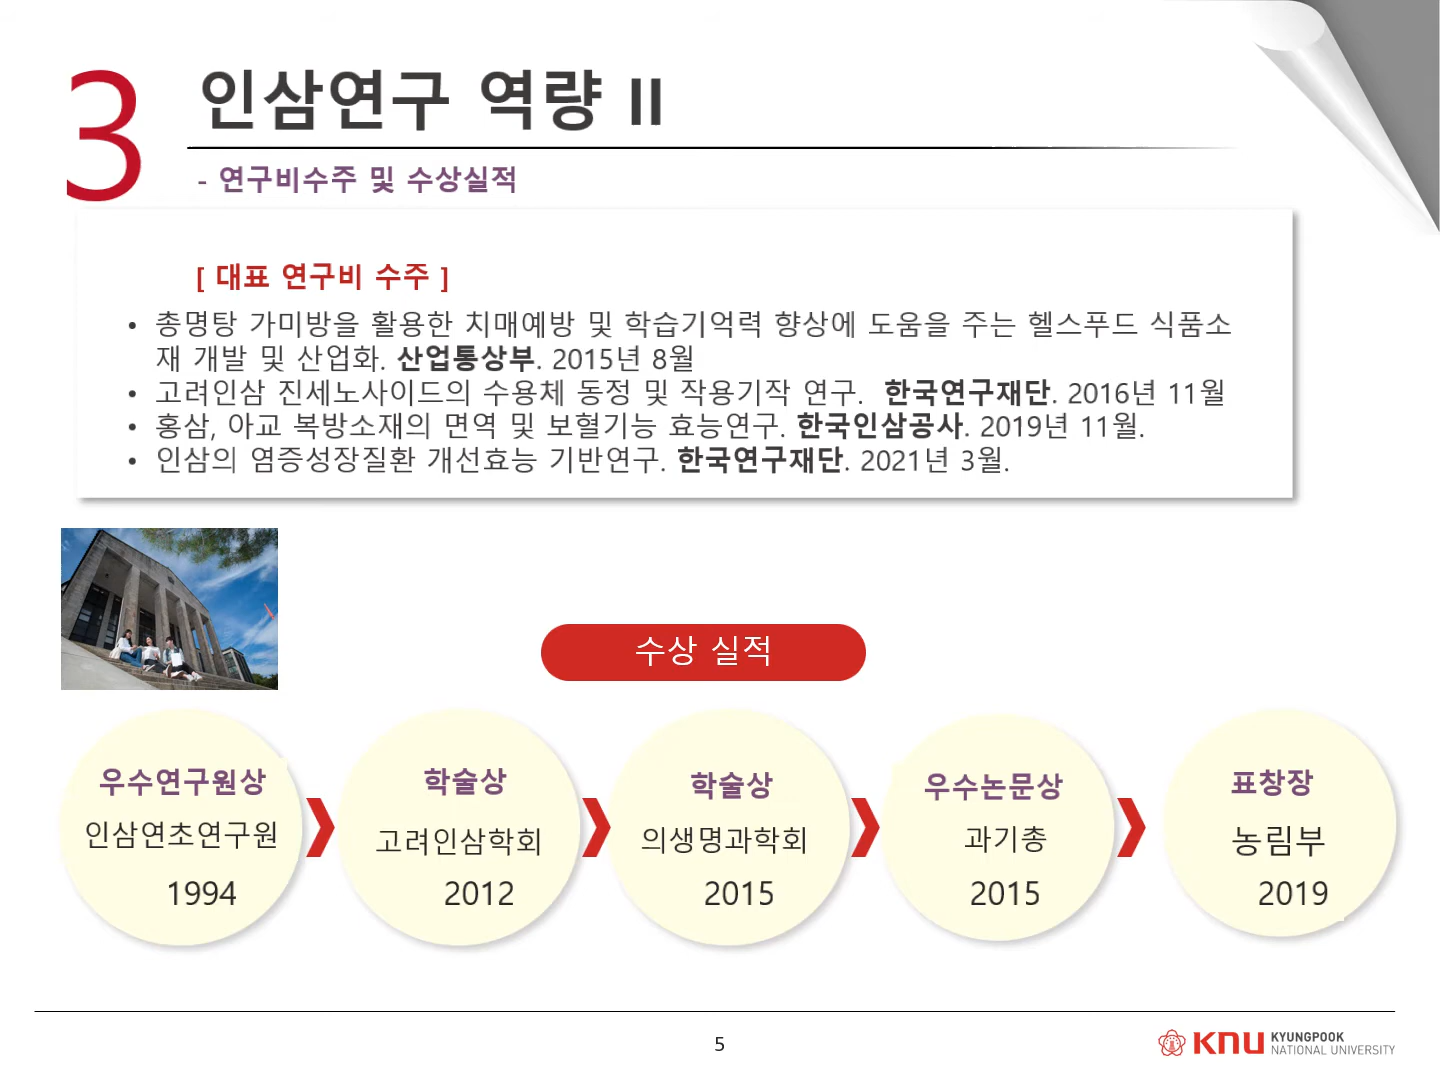 3
인삼연구 역량 II
- 연구비수주 및 수상실적
[ 대표 연구비 수주 ]
• 총명탕 가미방을 활용한 치매예방 및 학습기억력 향상에 도움을 주는 헬스푸드 식품소
재 개발 및 산업화. 산업통상부. 2015년 8월
• 고려인삼 진세노사이드의 수용체 동정 및 작용기작 연구. 한국연구재단. 2016년 11월
• 홍삼, 아교 복방소재의 면역 및 보혈기능 효능연구. 한국인삼공사. 2019년 11월.
• 인삼의 염증성장질환 개선효능 기반연구. 한국연구재단. 2021년 3월.
수상 실적
우수연구원상
인삼연초연구원
1994
학술상
고려인삼학회
2012
학술상
의생명과학회
2015
우수논문상
과기총
2015
표창장
농림부
2019
5
KNU KYUNGPOOK
NATIONAL UNIVERSITY